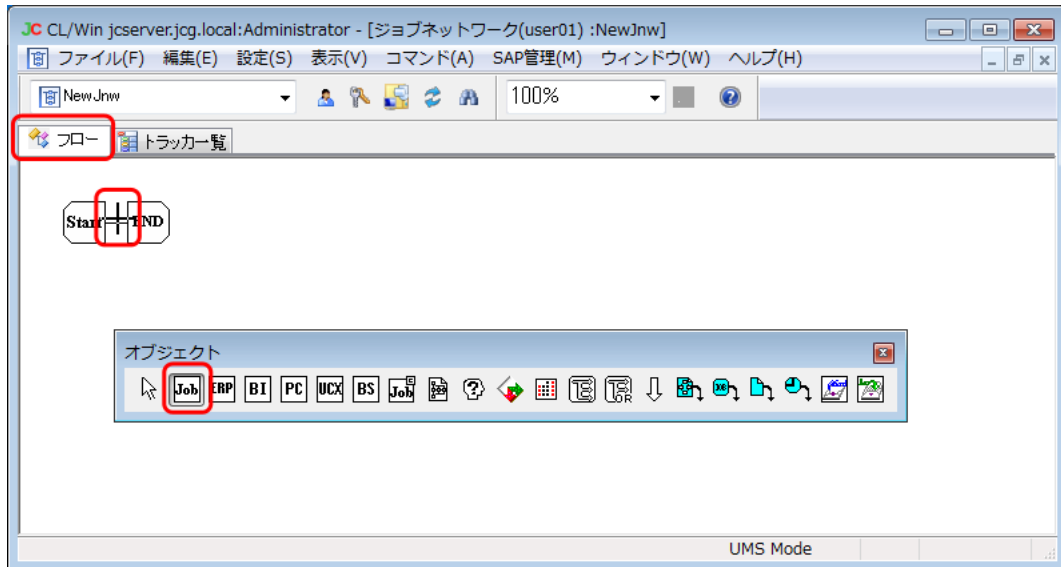 JC CL/Win jcserver.jcg.local:Administrator - [ジョブネットワーク(user01) :NewJnw]
ファイル(F) 編集(E) 設定(S) 表示(V) コマンド(A) SAP管理(M) ウィンドウ(W) ヘルプ(H)
NewJnw 100%
フロー トラッカ一覧
Start END
オブジェクト
Job ERP BI PC UCX BS Job
UMS Mode